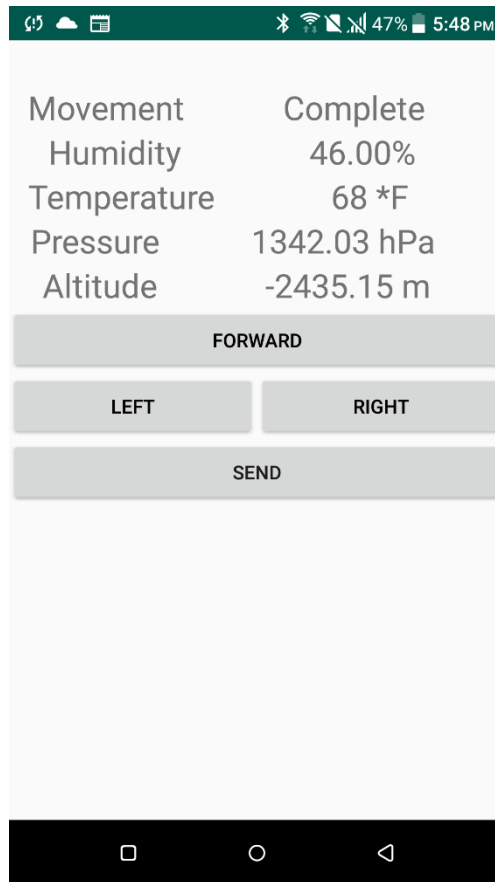 47% 5:48 PM
Movement Complete
Humidity 46.00%
Temperature 68 *F
Pressure 1342.03 hPa
Altitude -2435.15 m
FORWARD
LEFT RIGHT
SEND